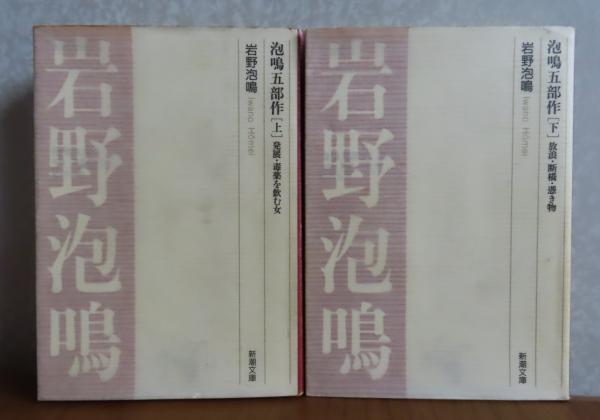 岩野泡鳴
泡鳴五部作［上］発展・毒薬を飲む女
岩野泡鳴
Iwano Hōmei
新潮文庫
岩野泡鳴
泡鳴五部作［下］放浪・断橋・憑き物
岩野泡鳴
Iwano Hōmei
新潮文庫